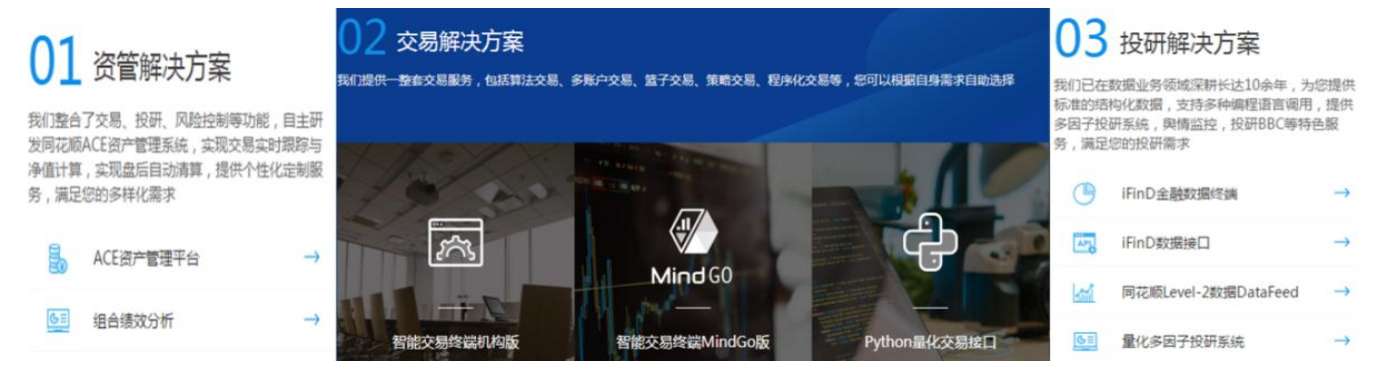 01 资管解决方案
我们整合了交易、投研、风险控制等功能，自主研
发同花顺ACE资产管理系统，实现交易实时跟踪与
净值计算，实现盘后自动清算，提供个性化定制服
务，满足您的多样化需求
ACE资产管理平台
组合绩效分析
02 交易解决方案
我们提供一整套交易服务，包括算法交易、多账户交易、篮子交易、策略交易、程序化交易等，您可以根据自身需求自助选择
智能交易终端机构版
Mind GO
智能交易终端MindGo版
Python量化交易接口
03 投研解决方案
我们已在数据业务领域深耕长达10余年，为您提供
标准的结构化数据，支持多种编程语言调用，提供
多因子投研系统，舆情监控，投研BBC等特色服
务，满足您的投研需求
iFinD金融数据终端
API
iFinD数据接口
同花顺Level-2数据DataFeed
量化多因子投研系统